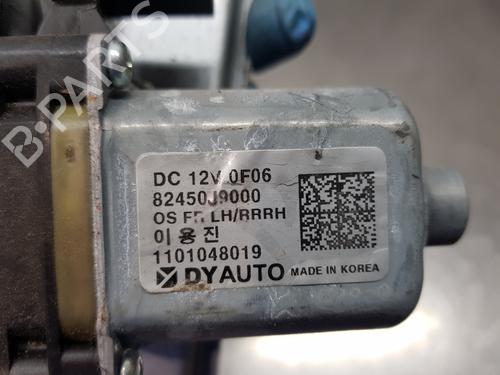 B-PARTS
DC 12V 0F06
82450J9000
OS FR LH/RRRH
이용진
1101048019
DYAUTO
MADE IN KOREA